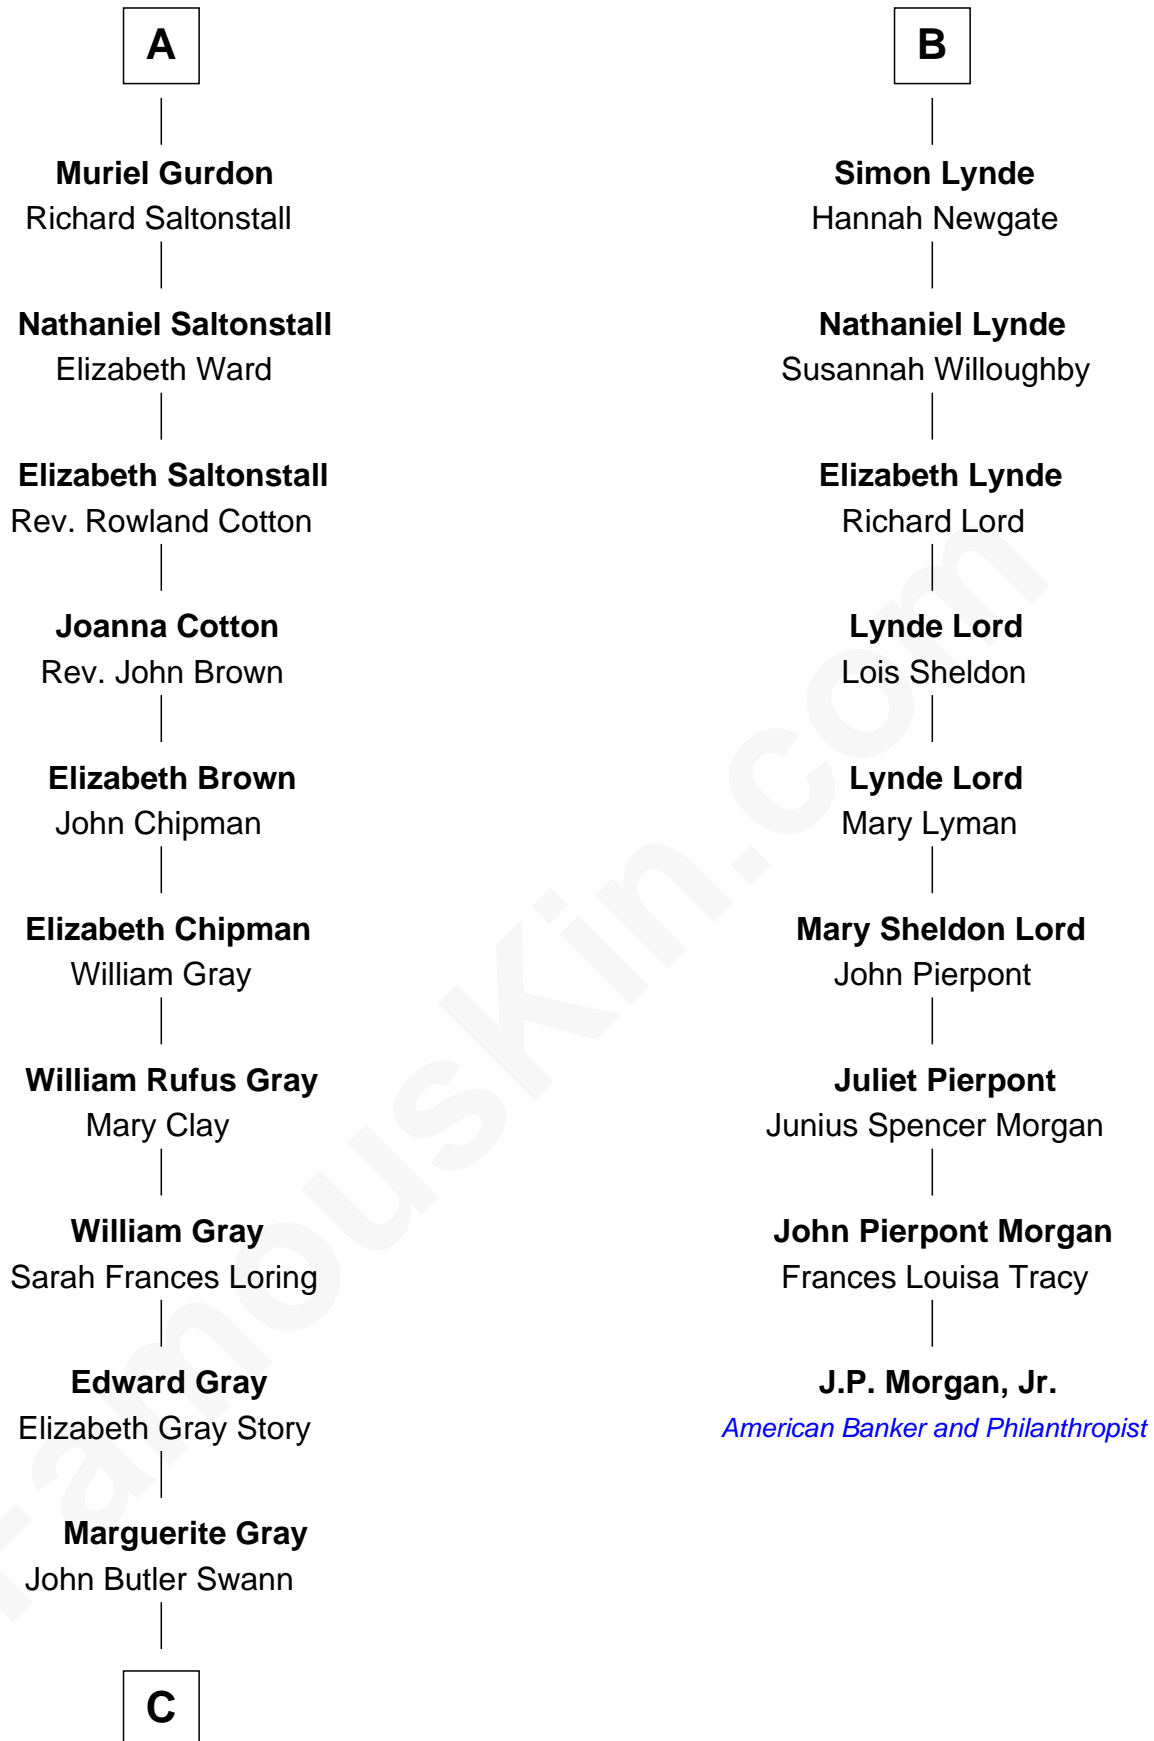 A
Muriel Gurdon
Richard Saltonstall
Nathaniel Saltonstall
Elizabeth Ward
Elizabeth Saltonstall
Rev. Rowland Cotton
Joanna Cotton
Rev. John Brown
Elizabeth Brown
John Chipman
Elizabeth Chipman
William Gray
William Rufus Gray
Mary Clay
William Gray
Sarah Frances Loring
Edward Gray
Elizabeth Gray Story
Marguerite Gray
John Butler Swann
C
B
Simon Lynde
Hannah Newgate
Nathaniel Lynde
Susannah Willoughby
Elizabeth Lynde
Richard Lord
Lynde Lord
Lois Sheldon
Lynde Lord
Mary Lyman
Mary Sheldon Lord
John Pierpont
Juliet Pierpont
Junius Spencer Morgan
John Pierpont Morgan
Frances Louisa Tracy
J.P. Morgan, Jr.
American Banker and Philanthropist
FamousKin.com